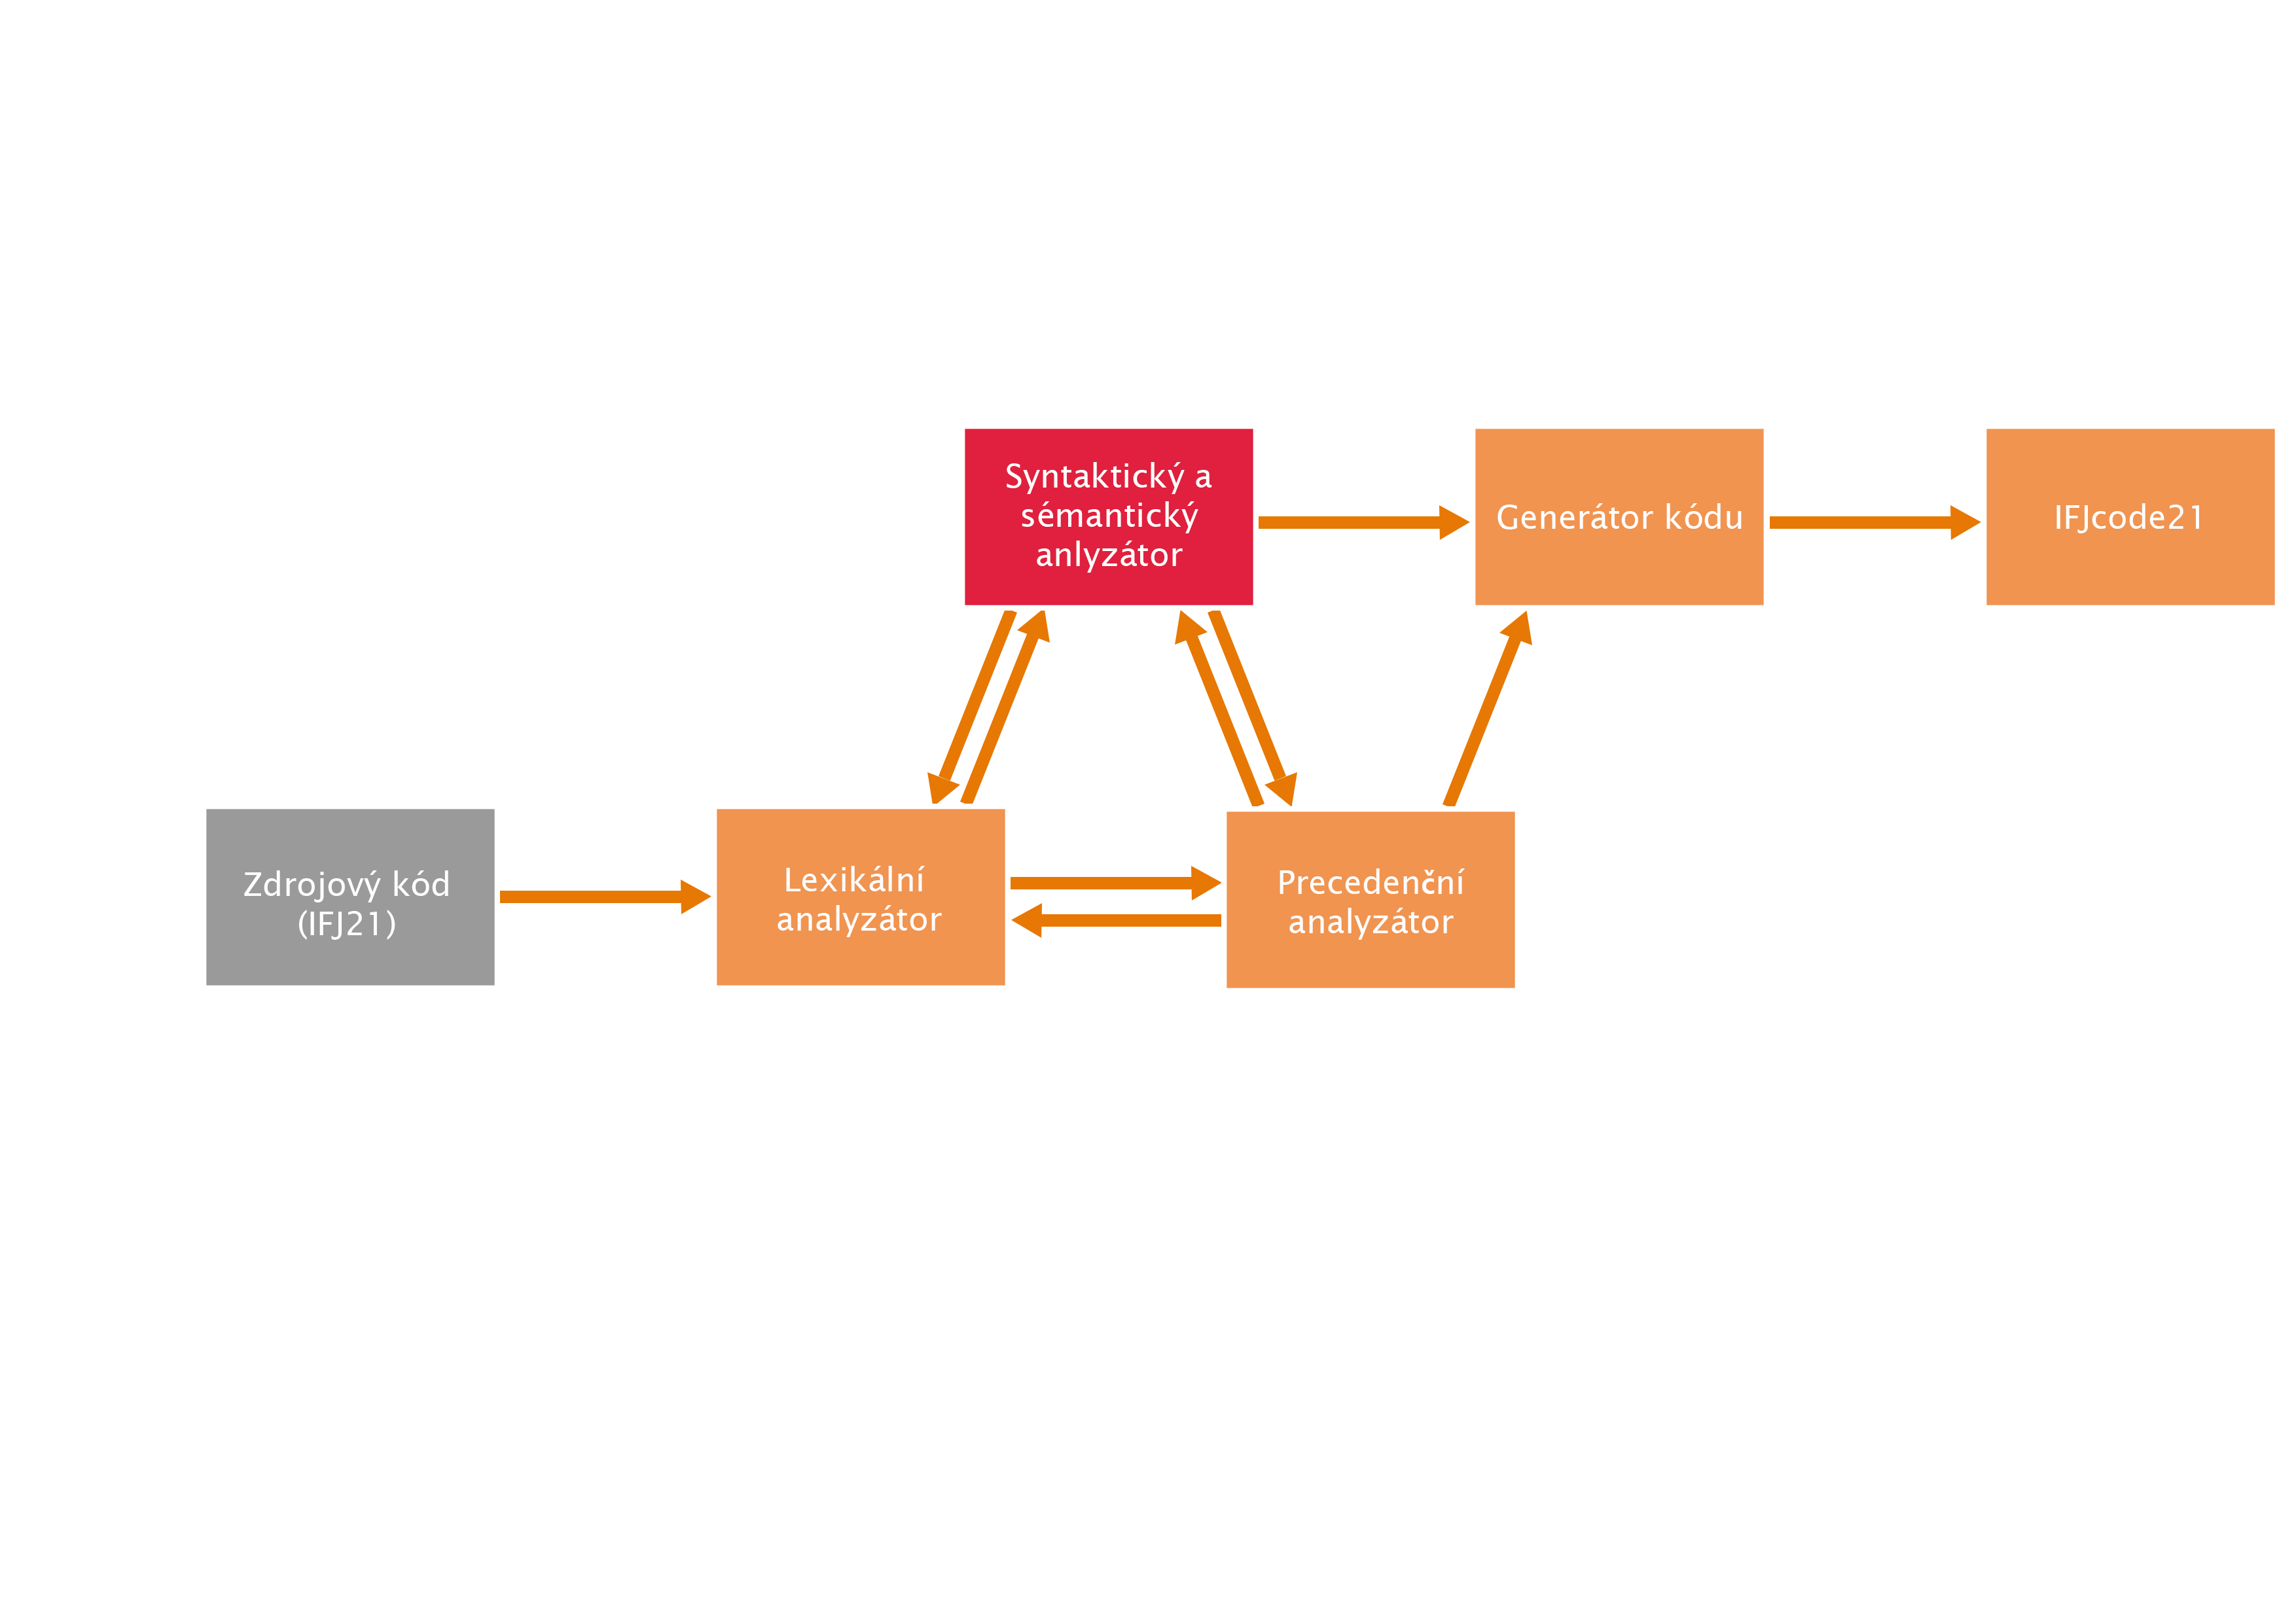 Syntaktický a
sémantický
anlyzátor
Generátor kódu
IFJcode21
Zdrojový kód
(IFJ21)
Lexikální
analyzátor
Precedenční
analyzátor